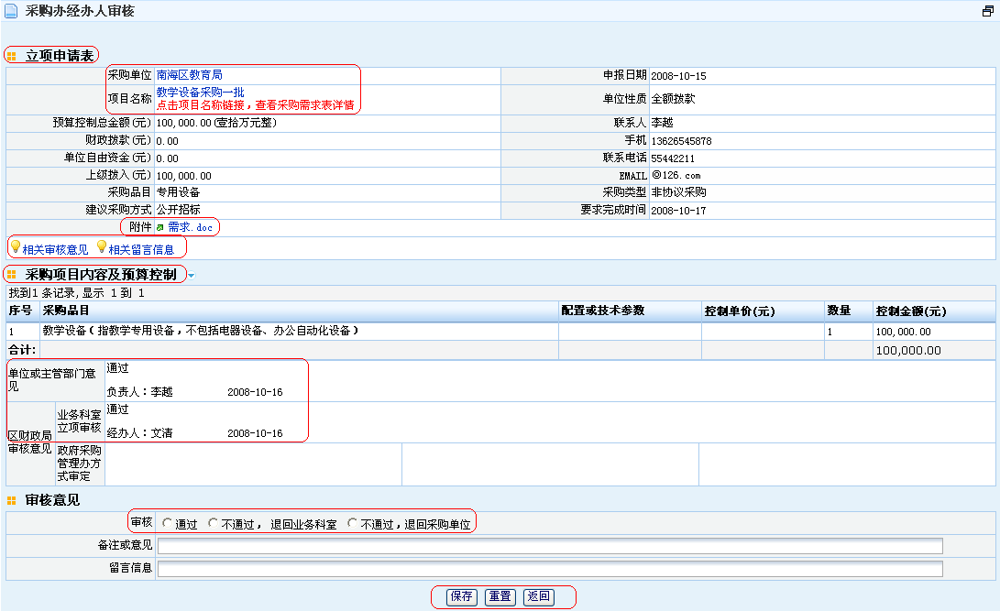 采购办经办人审核
立项申请表
采购单位 南海区教育局 申报日期 2008-10-15
项目名称 教学设备采购一批 单位性质 全额拨款
点击项目名称链接，查看采购需求表详情
预算控制总金额(元) 100,000.00(壹拾万元整) 联系人 李越
财政拨款(元) 0.00 手机 13626545878
单位自由资金(元) 0.00 联系电话 55442211
上级拨入(元) 100,000.00 EMAIL @126.com
采购品目 专用设备 采购类型 非协议采购
建议采购方式 公开招标 要求完成时间 2008-10-17
附件 需求.doc
相关审核意见 相关留言信息
采购项目内容及预算控制
找到1 条记录,显示 1 到 1
序号 采购品目 配置或技术参数 控制单价(元) 数量 控制金额(元)
1 教学设备(指教学专用设备，不包括电器设备、办公自动化设备) 1 100,000.00
合计: 100,000.00
单位或主管部门意见 通过
负责人：李越 2008-10-16
区财政局审核意见 业务科室立项审核 通过
经办人：文清 2008-10-16
政府采购管理办方式审定
审核意见
审核 通过 不通过， 退回业务科室 不通过，退回采购单位
备注或意见
留言信息
保存 重置 返回